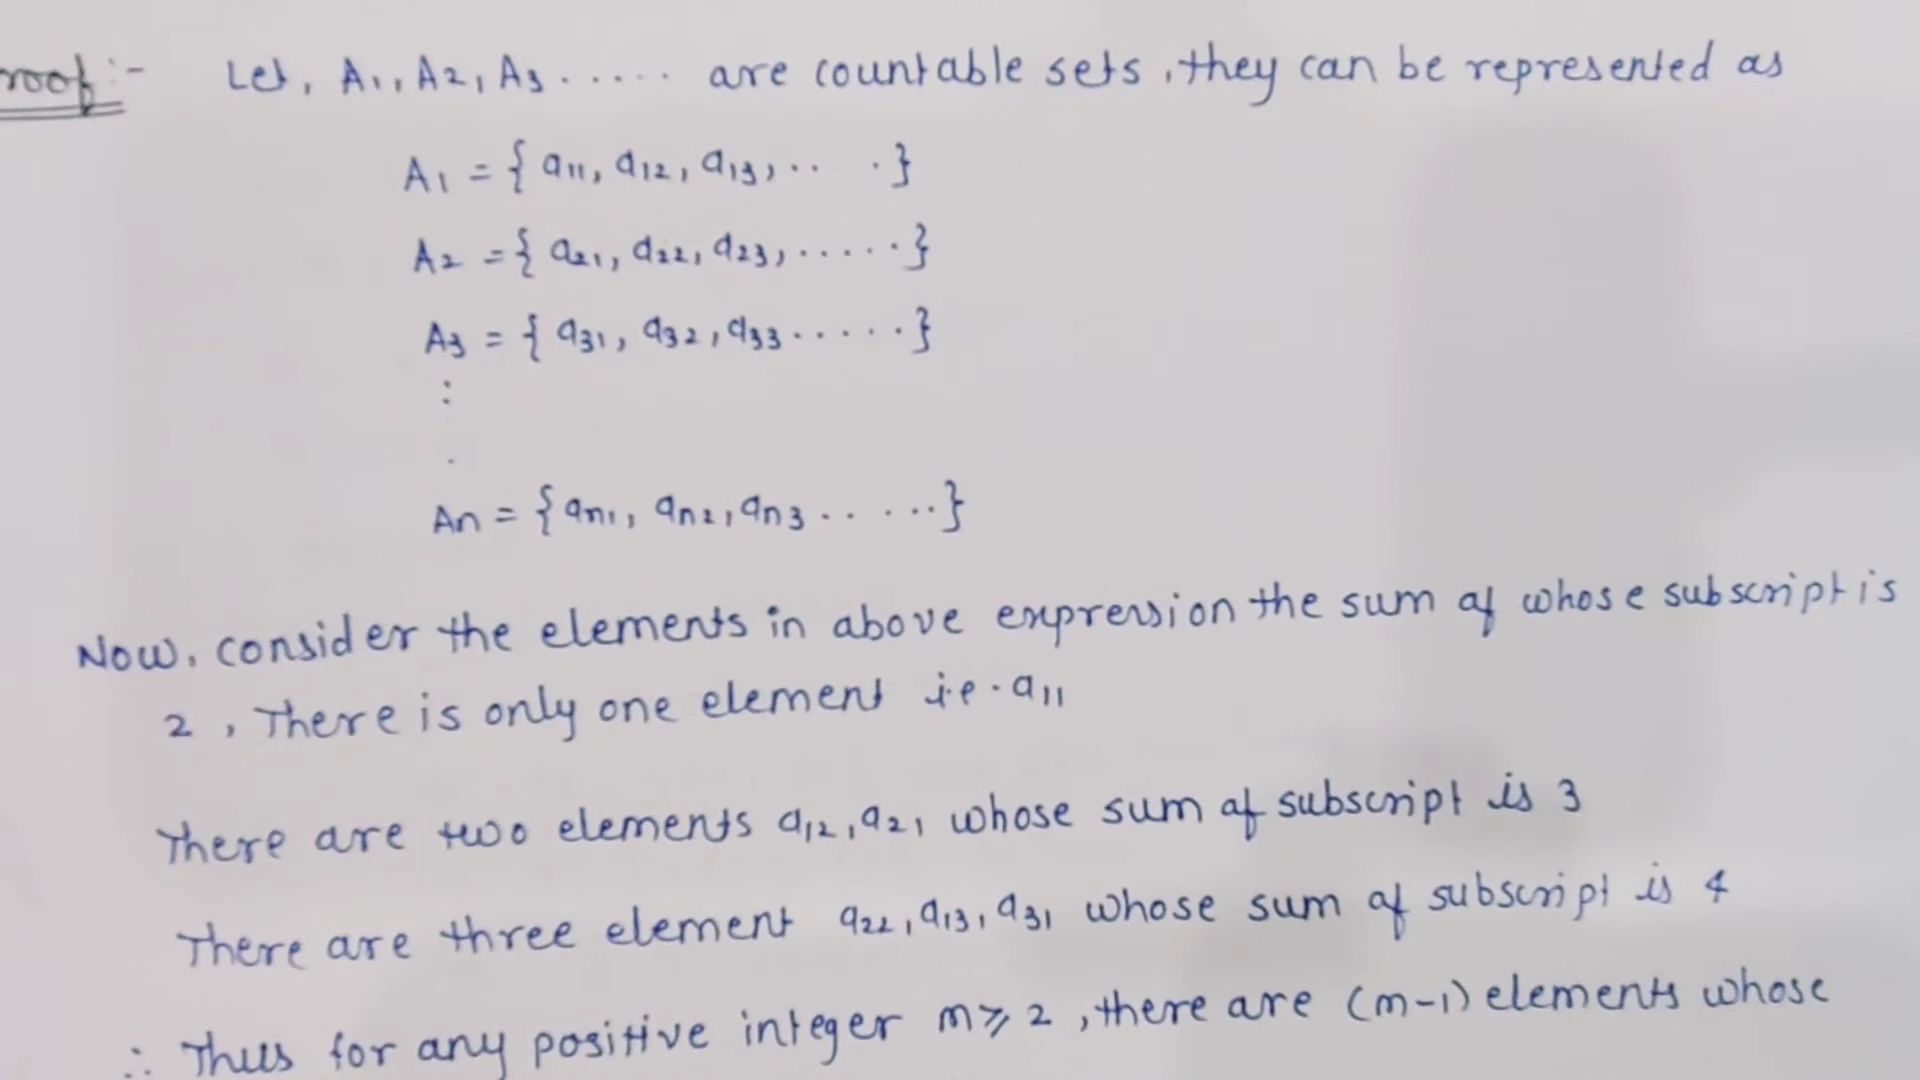 roof :- Let, A1, A2, A3 ..... are countable sets, they can be represented as
A1 = { a11, a12, a13, .. .}
A2 = { a21, a22, a23, .....}
A3 = { a31, a32, a33 .....}
:
.
An = { an1, an2, an3 .. ...}
Now, consider the elements in above expression the sum of whose subscript is
2, There is only one element i.e. a11
There are two elements a12, a21 whose sum of subscript is 3
There are three element a22, a13, a31 whose sum of subscript is 4
∴ Thus for any positive integer m ≥ 2, there are (m-1) elements whose